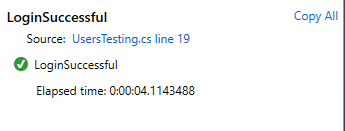 LoginSuccessful
Copy All
Source: UsersTesting.cs line 19
LoginSuccessful
Elapsed time: 0:00:04.1143488